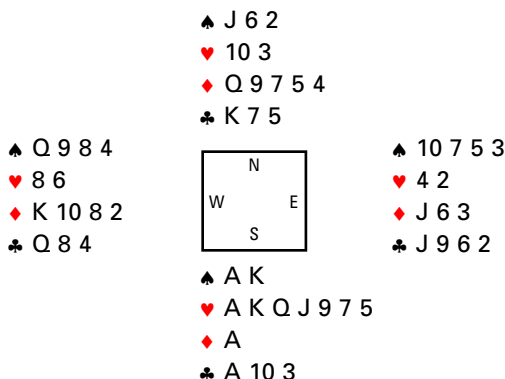 ♠ J 6 2
♥ 10 3
♦ Q 9 7 5 4
♣ K 7 5
♠ Q 9 8 4
♥ 8 6
♦ K 10 8 2
♣ Q 8 4
N
W E
S
♠ 10 7 5 3
♥ 4 2
♦ J 6 3
♣ J 9 6 2
♠ A K
♥ A K Q J 9 7 5
♦ A
♣ A 10 3